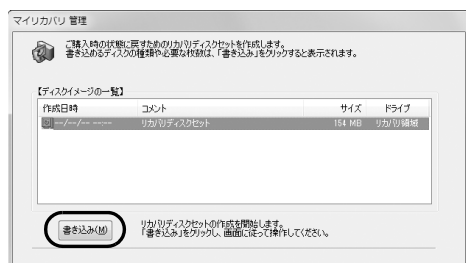 マイリカバリ 管理
ご購入時の状態に戻すためのリカバリディスクセットを作成します。
書き込めるディスクの種類や必要な枚数は、「書き込み」をクリックすると表示されます。
【ディスクイメージの一覧】
作成日時 コメント サイズ ドライブ
--/--/-- --:-- リカバリディスクセット 154 MB リカバリ領域
書き込み(M)
リカバリディスクセットの作成を開始します。
「書き込み」をクリックし、画面に従って操作してください。